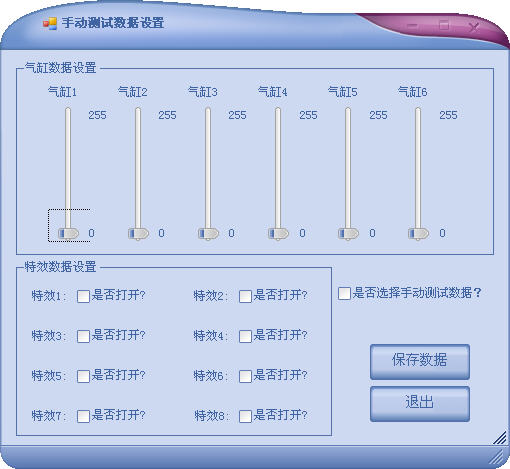 手动测试数据设置
气缸数据设置
气缸1 气缸2 气缸3 气缸4 气缸5 气缸6
255 255 255 255 255 255
0 0 0 0 0 0
特效数据设置
特效1: 是否打开? 特效2: 是否打开?
是否选择手动测试数据?
特效3: 是否打开? 特效4: 是否打开?
特效5: 是否打开? 特效6: 是否打开?
保存数据
特效7: 是否打开? 特效8: 是否打开?
退出